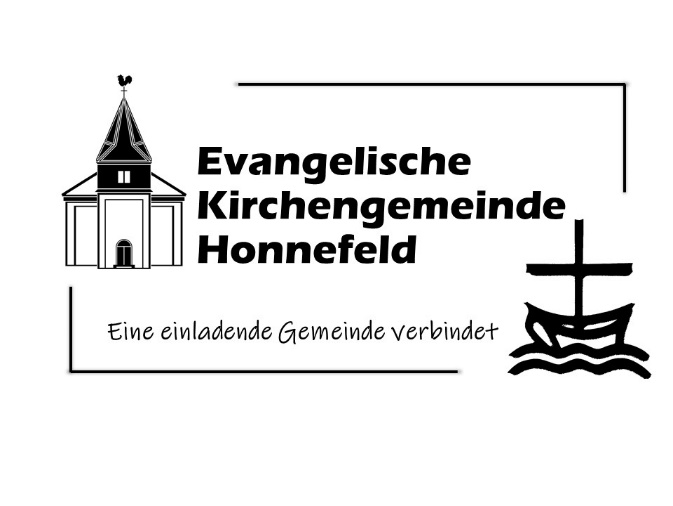 Evangelische
Kirchengemeinde
Honnefeld
Eine einladende Gemeinde verbindet